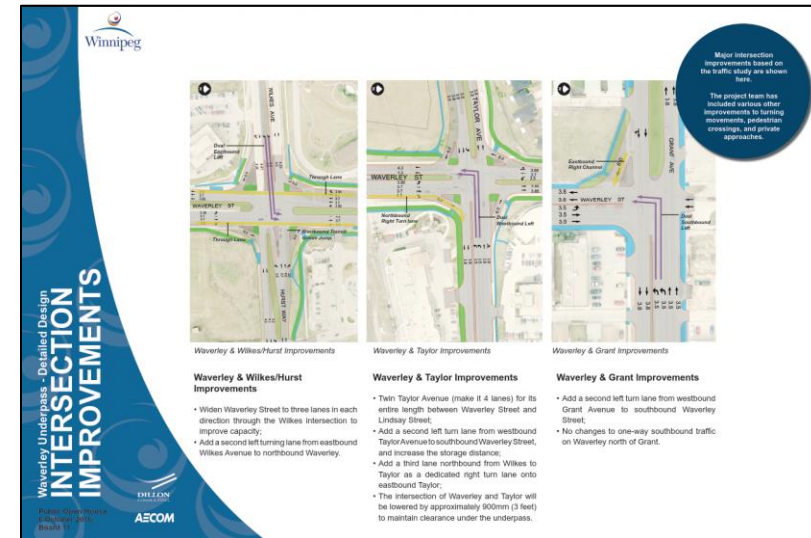 Winnipeg
Major intersection
improvements based on
the traffic study are shown
here.
The project team has
included various other
improvements to turning
movements, pedestrian
crossings, and private
approaches.
Waverley Underpass - Detailed Design
INTERSECTION
IMPROVEMENTS
Public Open House
Board 11
DILLON
CONSULTING
AECOM
WILKES AVE
Dual
Eastbound
Left
Through Lane
WAVERLEY ST
Through Lane
Westbound Transit
Queue Jump
HURST WAY
Waverley & Wilkes/Hurst Improvements
TAYLOR AVE
WAVERLEY ST
Northbound
Right Turn lane
Dual
Westbound Left
Waverley & Taylor Improvements
GRANT AVE
Eastbound
Right Channel
WAVERLEY ST
Dual
Southbound
Left
Waverley & Grant Improvements
Waverley & Wilkes/Hurst
Improvements
• Widen Waverley Street to three lanes in each
direction through the Wilkes intersection to
improve capacity;
• Add a second left turning lane from eastbound
Wilkes Avenue to northbound Waverley.
Waverley & Taylor Improvements
• Twin Taylor Avenue (make it 4 lanes) for its
entire length between Waverley Street and
Lindsay Street;
• Add a second left turn lane from westbound
Taylor Avenue to southbound Waverley Street,
and increase the storage distance;
• Add a third lane northbound from Wilkes to
Taylor as a dedicated right turn lane onto
eastbound Taylor;
• The intersection of Waverley and Taylor will
be lowered by approximately 900mm (3 feet)
to maintain clearance under the underpass.
Waverley & Grant Improvements
• Add a second left turn lane from westbound
Grant Avenue to southbound Waverley
Street;
• No changes to one-way southbound traffic
on Waverley north of Grant.